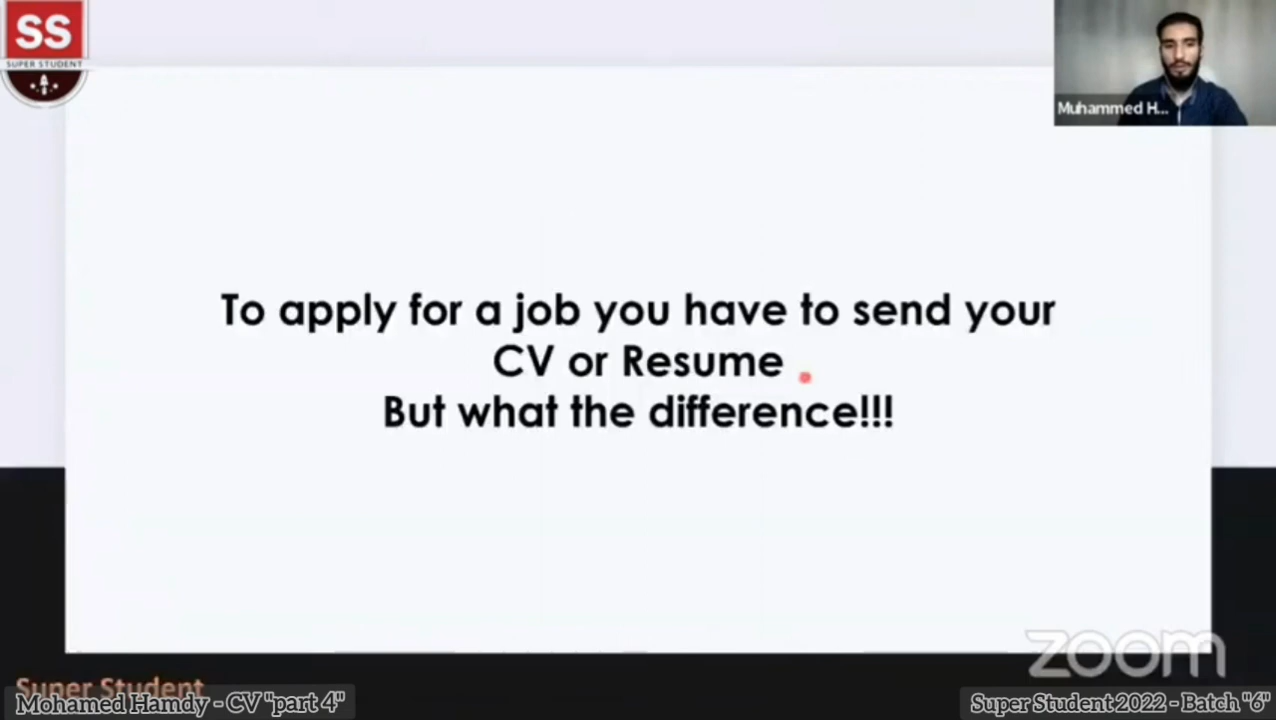 SS
SUPER STUDENT
Muhammed H...
To apply for a job you have to send your
CV or Resume
But what the difference!!!
zoom
Super Student
Mohamed Hamdy - CV "part 4"
Super Student 2022 - Batch "6"